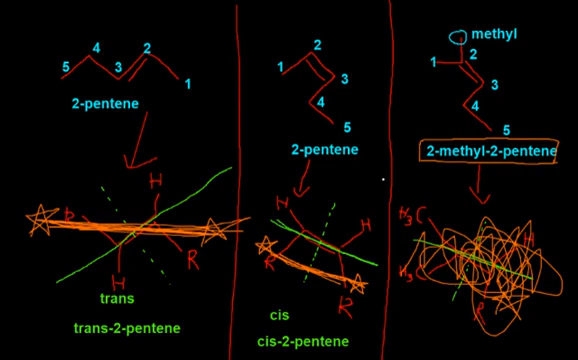 4
2
5
3
1
2-pentene
H
R
R
H
trans
trans-2-pentene
2
1
3
4
5
2-pentene
H
H
R
R
cis
cis-2-pentene
methyl
1
2
3
4
5
2-methyl-2-pentene
H₃C
H
H₃C
R